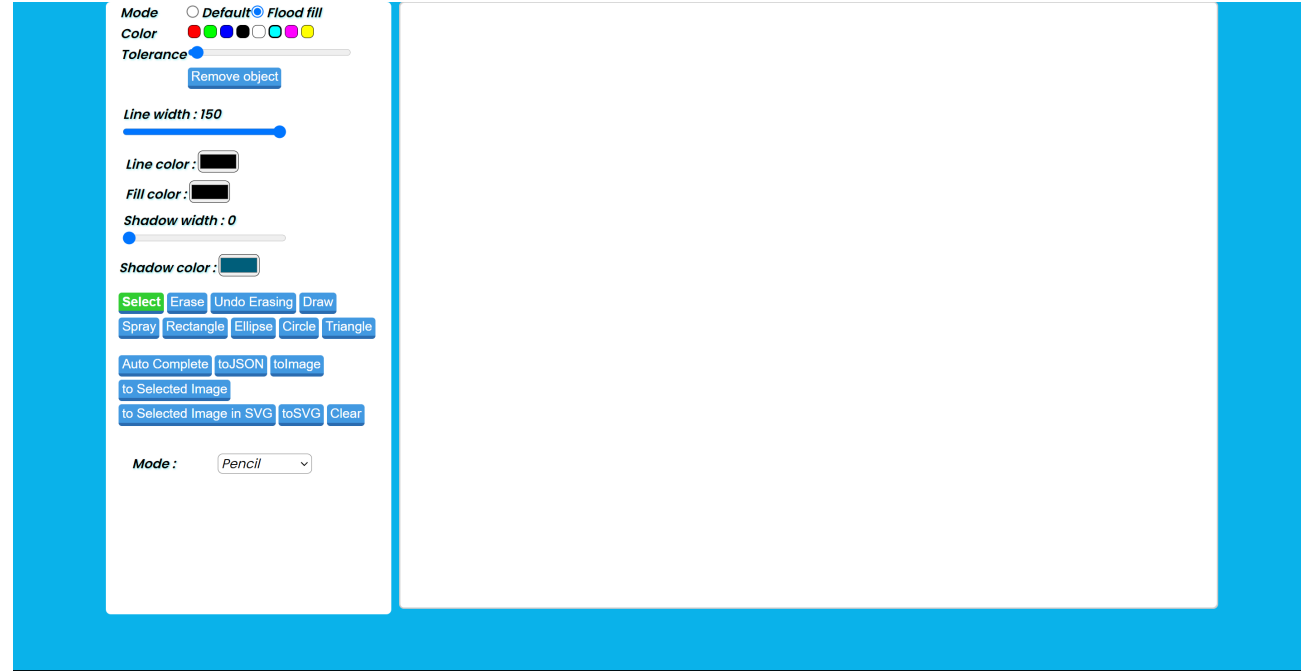 Mode Default Flood fill
Color
Tolerance
Remove object
Line width : 150
Line color :
Fill color :
Shadow width : 0
Shadow color :
Select Erase Undo Erasing Draw
Spray Rectangle Ellipse Circle Triangle
Auto Complete toJSON toImage
to Selected Image
to Selected Image in SVG toSVG Clear
Mode : Pencil